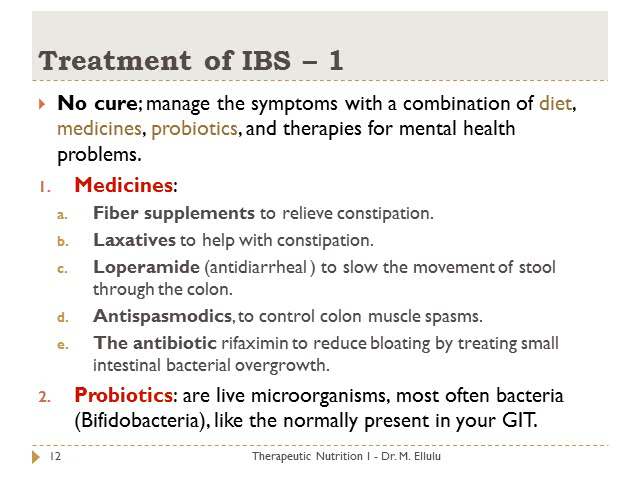 Treatment of IBS – 1
No cure; manage the symptoms with a combination of diet,
medicines, probiotics, and therapies for mental health
problems.
1. Medicines:
a. Fiber supplements to relieve constipation.
b. Laxatives to help with constipation.
c. Loperamide (antidiarrheal ) to slow the movement of stool
through the colon.
d. Antispasmodics, to control colon muscle spasms.
e. The antibiotic rifaximin to reduce bloating by treating small
intestinal bacterial overgrowth.
2. Probiotics: are live microorganisms, most often bacteria
(Bifidobacteria), like the normally present in your GIT.
12 Therapeutic Nutrition I - Dr. M. Ellulu